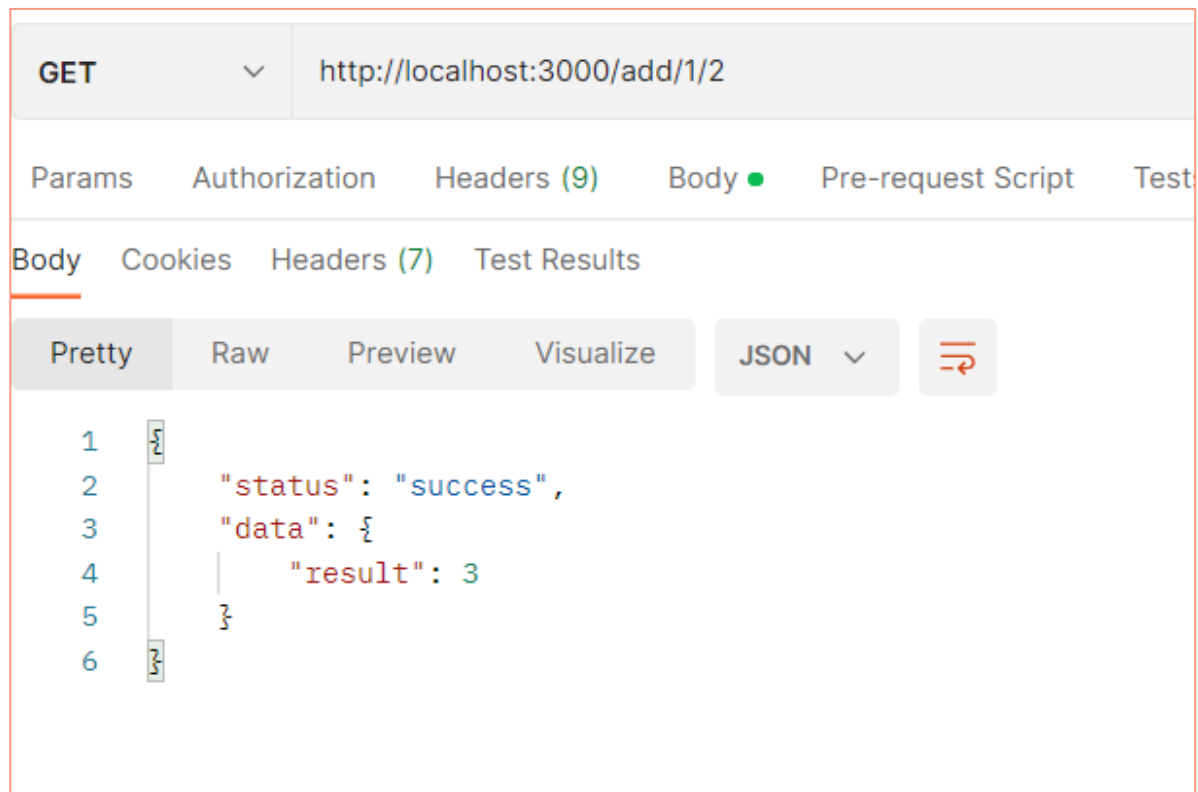 GET http://localhost:3000/add/1/2
Params Authorization Headers (9) Body Pre-request Script Tests
Body Cookies Headers (7) Test Results
Pretty Raw Preview Visualize JSON
1 {
2 "status": "success",
3 "data": {
4 "result": 3
5 }
6 }